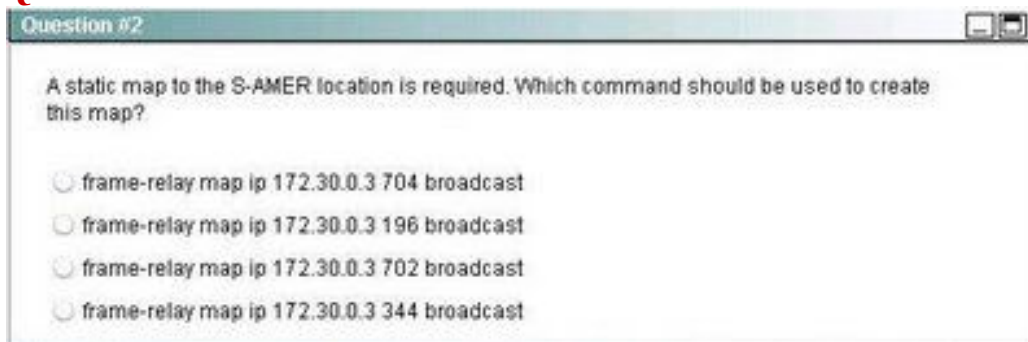 Question #2
A static map to the S-AMER location is required. Which command should be used to create
this map?
frame-relay map ip 172.30.0.3 704 broadcast
frame-relay map ip 172.30.0.3 196 broadcast
frame-relay map ip 172.30.0.3 702 broadcast
frame-relay map ip 172.30.0.3 344 broadcast